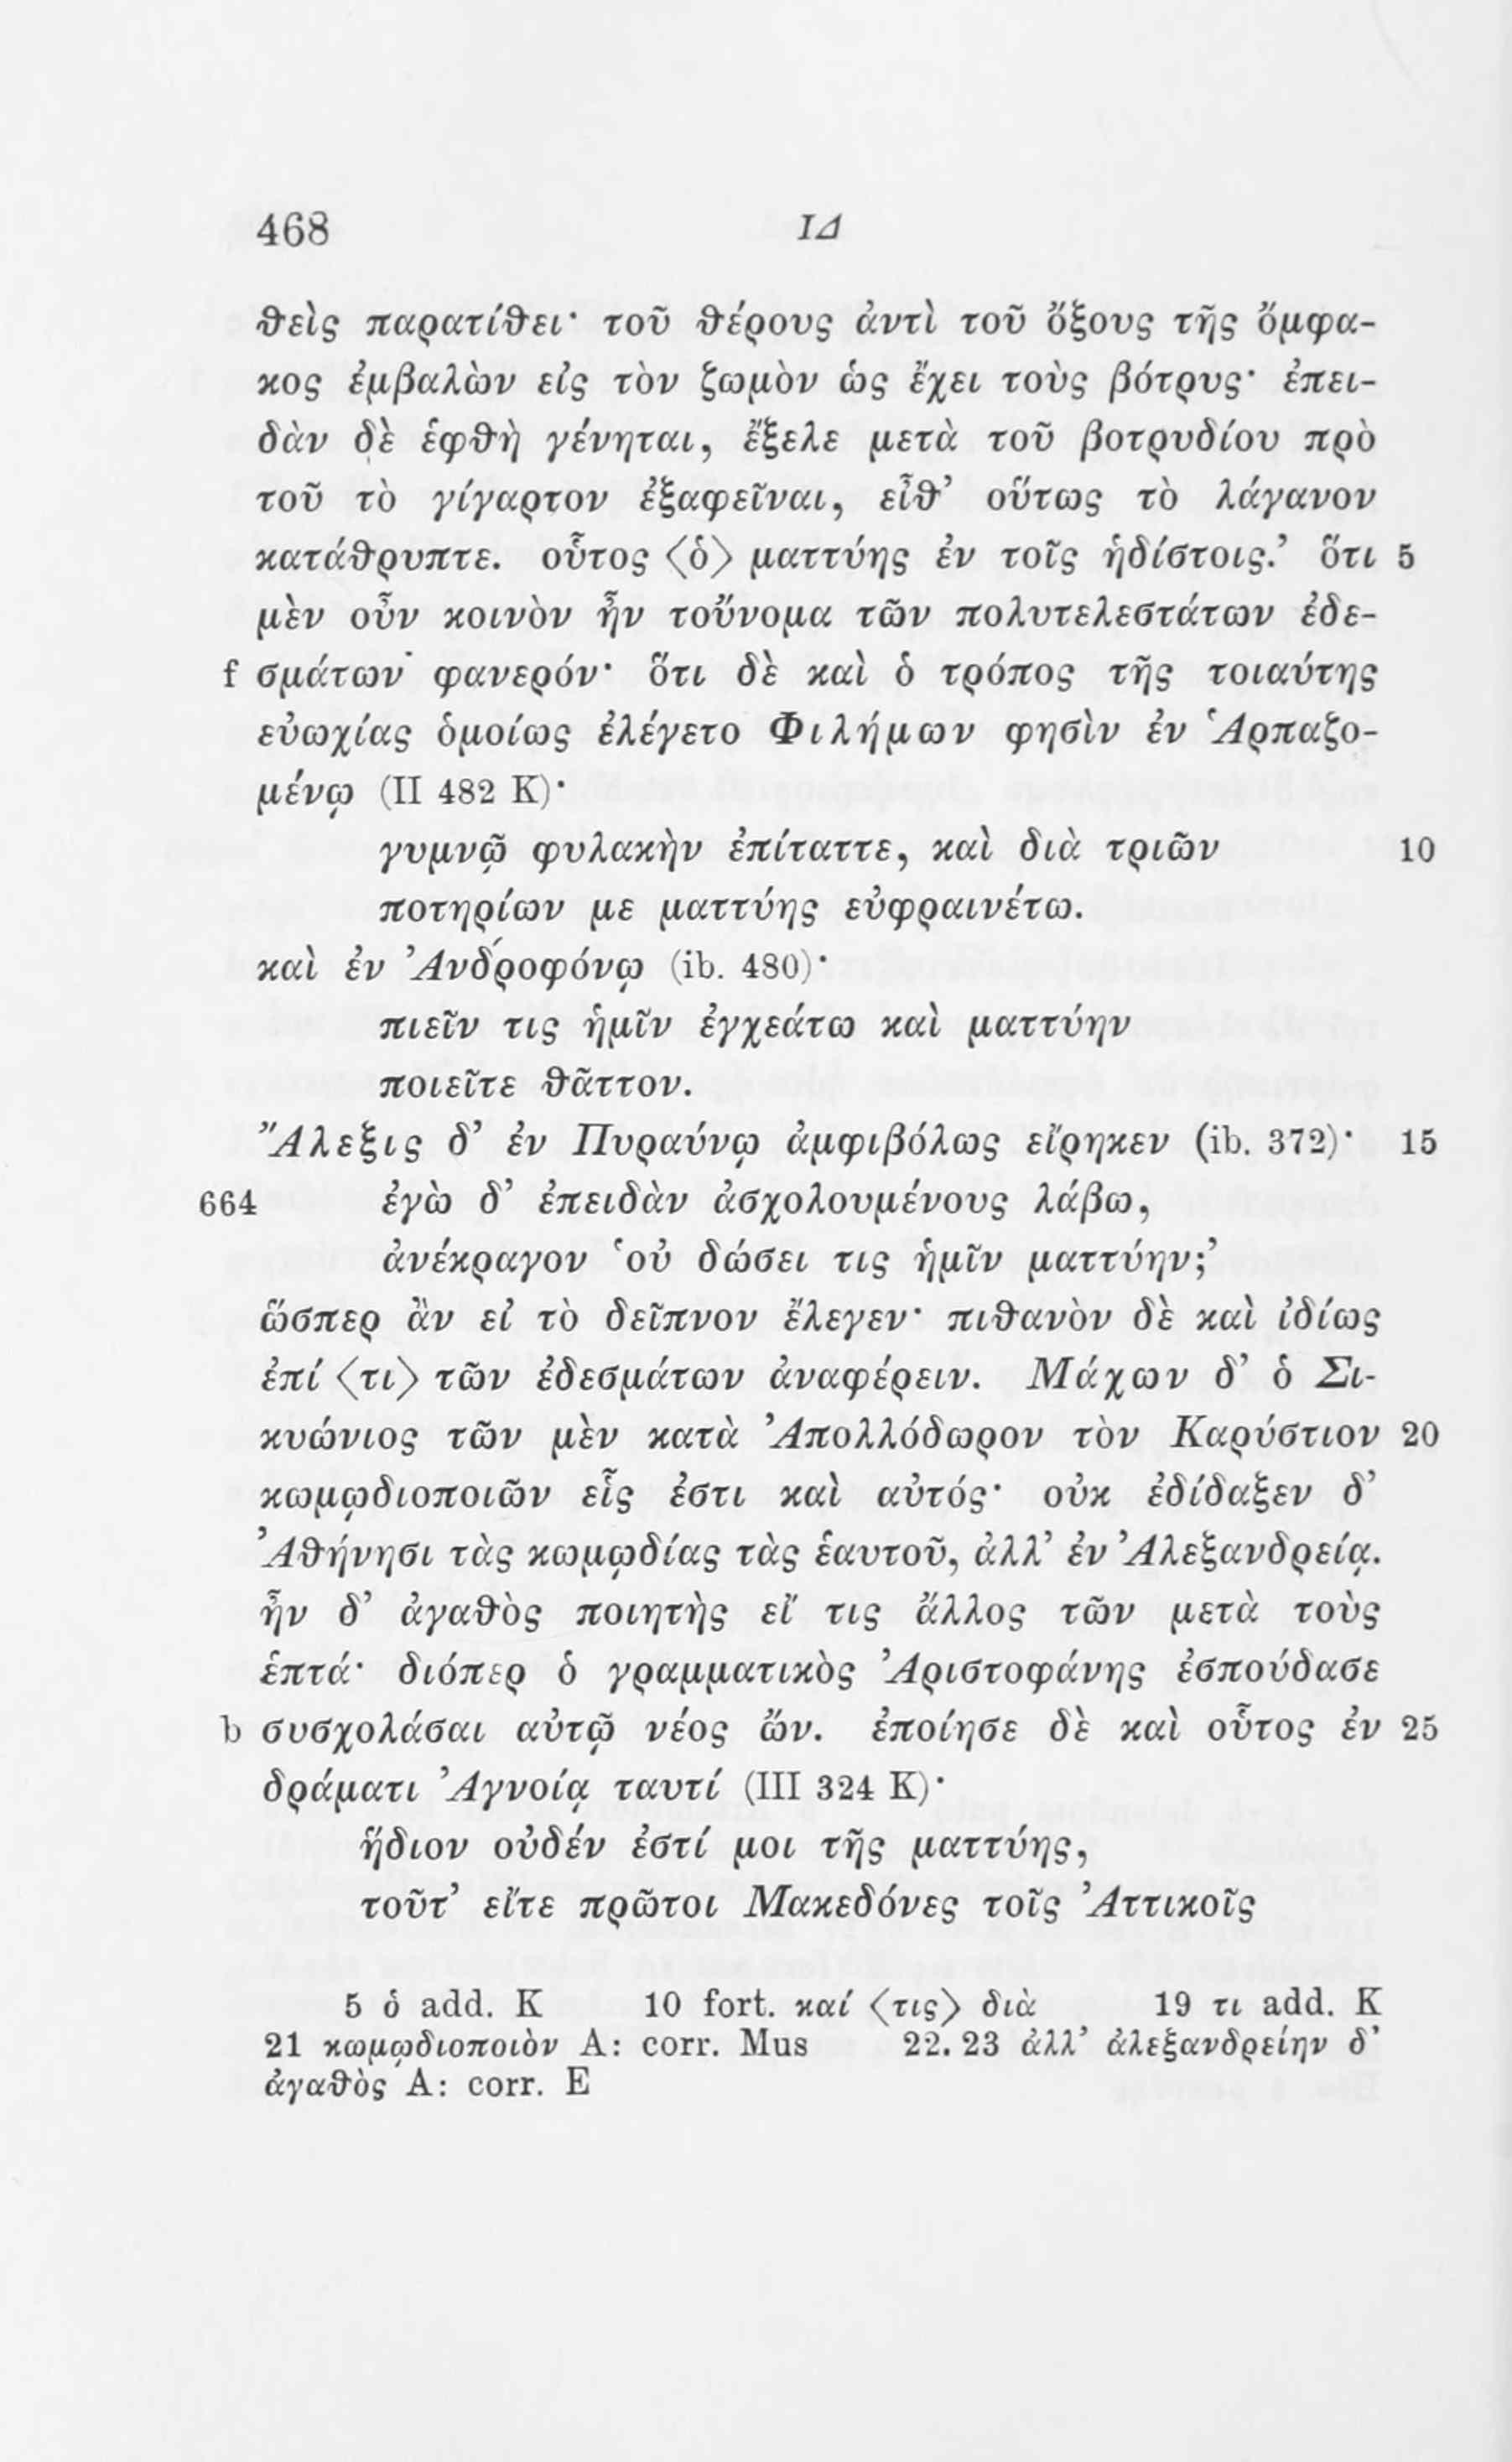 468 ΙΔ
θεὶς παρατίθει· τοῦ θέρους ἀντὶ τοῦ ὄξους τῆς ὄμφα-
κος ἐμβαλὼν εἰς τὸν ζωμὸν ὡς ἔχει τοὺς βότρυς· ἐπει-
δὰν δὲ ἑφθὴ γένηται, ἔξελε μετὰ τοῦ βοτρυδίου πρὸ
τοῦ τὸ γίγαρτον ἐξαφεῖναι, εἶθ’ οὕτως τὸ λάγανον
κατάθρυπτε. οὗτος <ὁ> ματτύης ἐν τοῖς ἡδίστοις.’ ὅτι 5
μὲν οὖν κοινὸν ἦν τοὔνομα τῶν πολυτελεστάτων ἐδε-
f σμάτων φανερόν· ὅτι δὲ καὶ ὁ τρόπος τῆς τοιαύτης
εὐωχίας ὁμοίως ἐλέγετο Φιλήμων φησὶν ἐν Ἁρπαζο-
μένῳ (II 482 K)·
γυμνῷ φυλακὴν ἐπίταττε, καὶ διὰ τριῶν 10
ποτηρίων με ματτύης εὐφραινέτω.
καὶ ἐν Ἀνδροφόνῳ (ib. 480)·
πιεῖν τις ἡμῖν ἐγχεάτω καὶ ματτύην
ποιεῖτε θᾶττον.
Ἄλεξις δ’ ἐν Πυραύνῳ ἀμφιβόλως εἴρηκεν (ib. 372)· 15
664 ἐγὼ δ’ ἐπειδὰν ἀσχολουμένους λάβω,
ἀνέκραγον ‘οὐ δώσει τις ἡμῖν ματτύην;’
ὥσπερ ἂν εἰ τὸ δεῖπνον ἔλεγεν· πιθανὸν δὲ καὶ ἰδίως
ἐπί <τι> τῶν ἐδεσμάτων ἀναφέρειν. Μάχων δ’ ὁ Σι-
κυώνιος τῶν μὲν κατὰ Ἀπολλόδωρον τὸν Καρύστιον 20
κωμῳδιοποιῶν εἷς ἐστι καὶ αὐτός· οὐκ ἐδίδαξεν δ’
Ἀθήνησι τὰς κωμῳδίας τὰς ἑαυτοῦ, ἀλλ’ ἐν Ἀλεξανδρείᾳ.
ἦν δ’ ἀγαθὸς ποιητὴς εἴ τις ἄλλος τῶν μετὰ τοὺς
ἑπτά· διόπερ ὁ γραμματικὸς Ἀριστοφάνης ἐσπούδασε
b συσχολάσαι αὐτῷ νέος ὤν. ἐποίησε δὲ καὶ οὗτος ἐν 25
δράματι Ἀγνοίᾳ ταυτί (III 324 K)·
ἥδιον οὐδέν ἐστί μοι τῆς ματτύης,
τοῦτ’ εἴτε πρῶτοι Μακεδόνες τοῖς Ἀττικοῖς
5 ὁ add. K 10 fort. καί <τις> διὰ 19 τι add. K
21 κωμῳδιοποιὸν A: corr. Mus 22. 23 ἀλλ’ ἀλεξανδρείην δ’
ἀγαθὸς A: corr. E